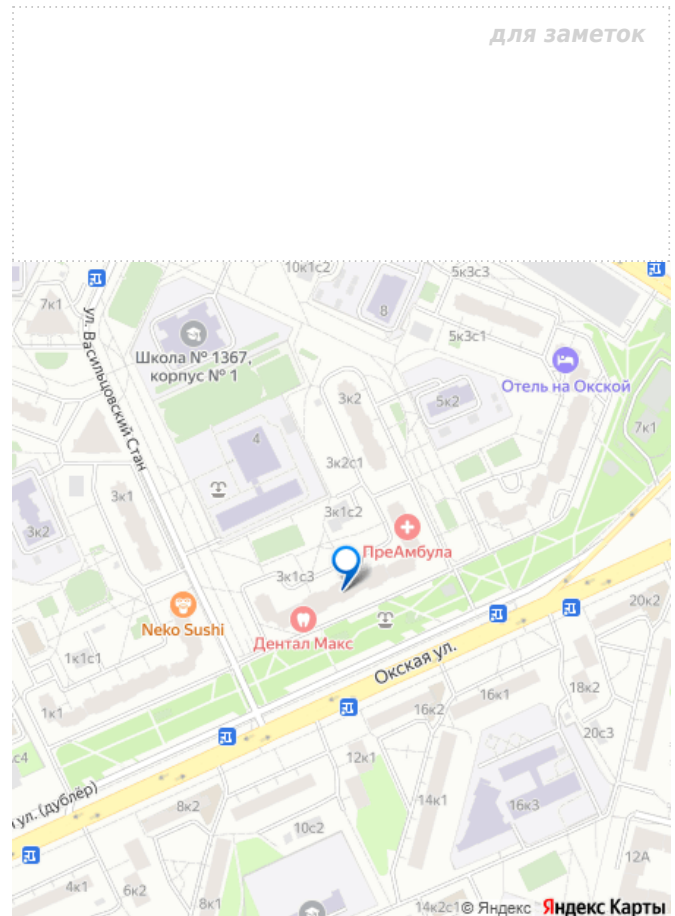 для заметок
10к1с2
5к3с3
7к1
8
ул. Васильцовский Стан
5к3с1
Школа № 1367,
корпус № 1
Отель на Окской
3к2
5к2
7к1
4
3к2с1
3к1
3к1с2
3к2
ПреАмбула
3к1с3
Neko Sushi
Дентал Макс
20к2
1к1с1
Окская ул.
18к2
16к1
1к1
16к2
20с3
с4
12к1
ул. (дублёр)
8к2
14к1
16к3
10с2
12А
4к1
6к2
8к1
14к2с1
© Яндекс Яндекс Карты